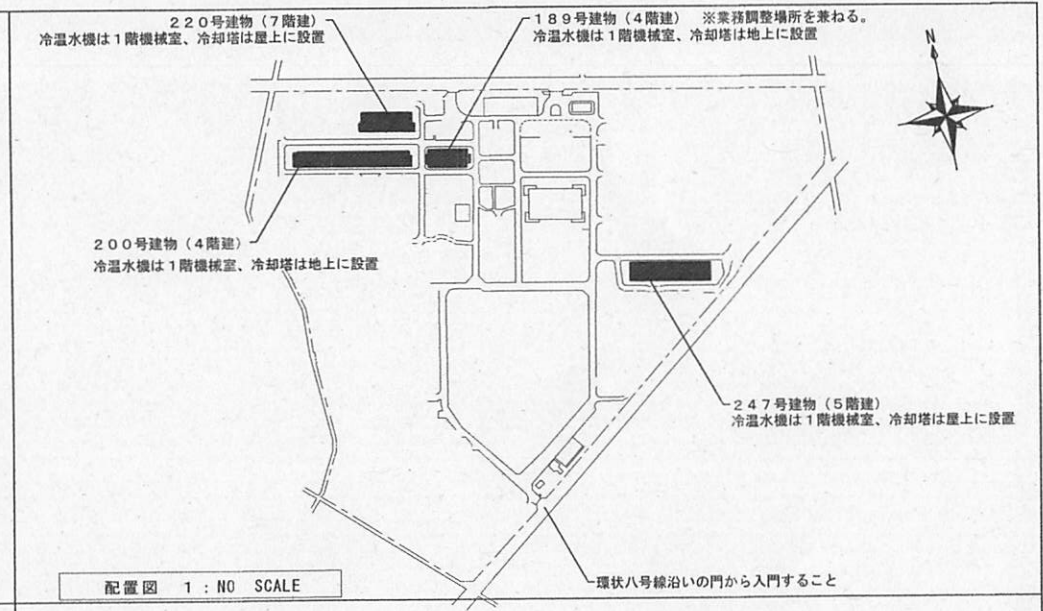 220号建物（7階建）
冷温水機は1階機械室、冷却塔は屋上に設置
189号建物（4階建）　※業務調整場所を兼ねる。
冷温水機は1階機械室、冷却塔は地上に設置
N
200号建物（4階建）
冷温水機は1階機械室、冷却塔は地上に設置
247号建物（5階建）
冷温水機は1階機械室、冷却塔は屋上に設置
環状八号線沿いの門から入門すること
配置図　1：NO SCALE